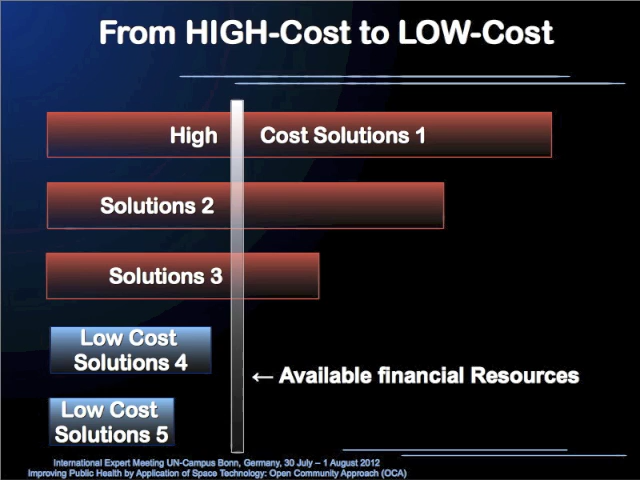 From HIGH-Cost to LOW-Cost
High Cost Solutions 1
Solutions 2
Solutions 3
Low Cost
Solutions 4
← Available financial Resources
Low Cost
Solutions 5
International Expert Meeting UN-Campus Bonn, Germany, 30 July – 1 August 2012
Improving Public Health by Application of Space Technology: Open Community Approach (OCA)